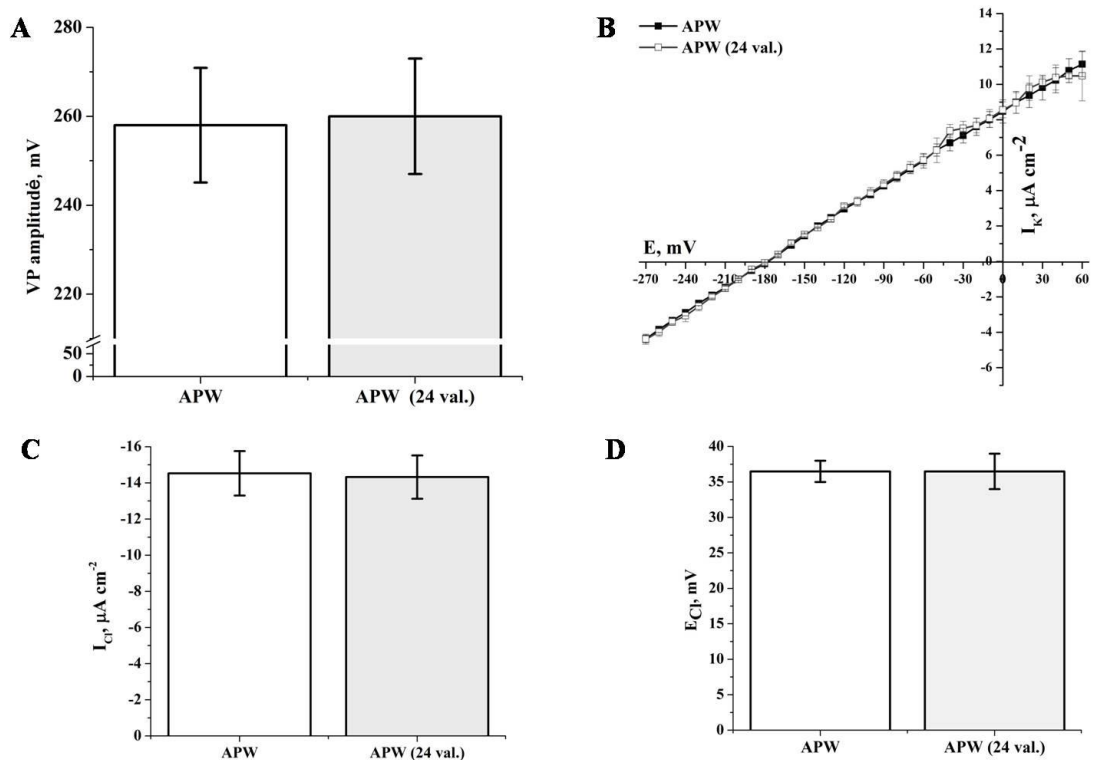 A
280
260
240
220
50
0
VP amplitudė, mV
APW
APW (24 val.)
B
APW
APW (24 val.)
14
12
10
8
6
4
2
0
-2
-4
-6
I_K, μA cm⁻²
E, mV
-270 -240 -210 -180 -150 -120 -90 -60 -30 0 30 60
C
-16
-14
-12
-10
-8
-6
-4
-2
0
I_Cl, μA cm⁻²
APW
APW (24 val.)
D
40
35
30
25
20
15
10
5
0
E_Cl, mV
APW
APW (24 val.)